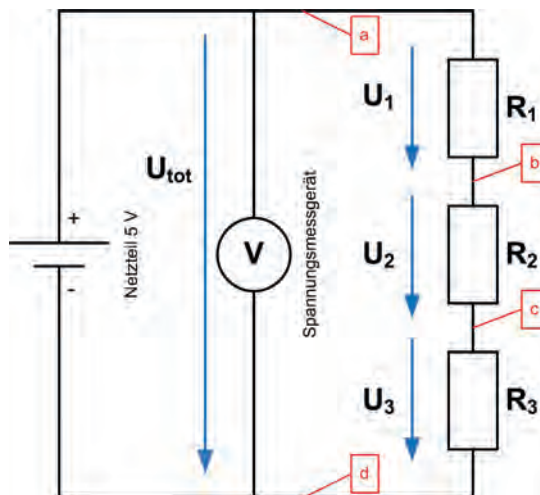 a
U1
R1
b
Utot
+
Netzteil 5 V
-
V
Spannungsmessgerät
U2
R2
c
U3
R3
d